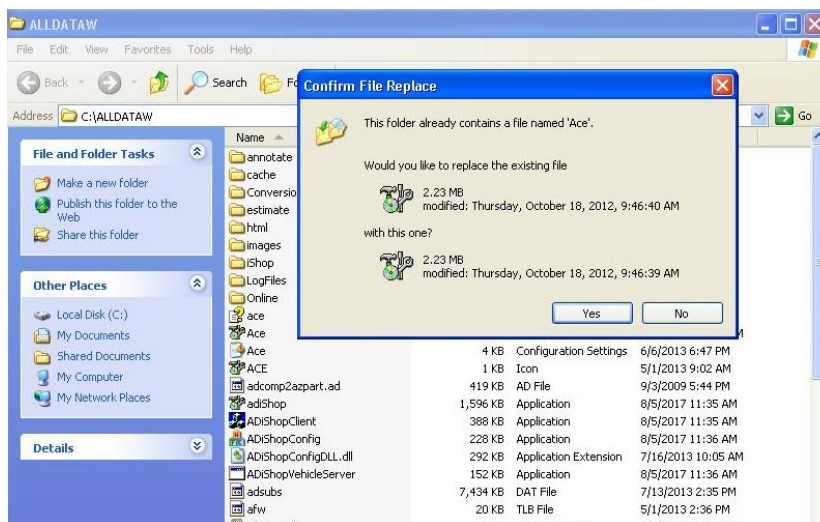 ALLDATAW
File Edit View Favorites Tools Help
Back Search
Address C:\ALLDATAW Go
File and Folder Tasks
Make a new folder
Publish this folder to the
Web
Share this folder
Other Places
Local Disk (C:)
My Documents
Shared Documents
My Computer
My Network Places
Details
Name
annotate
cache
Conversio
estimate
html
images
iShop
LogFiles
Online
ace
Ace
Ace 4 KB Configuration Settings 6/6/2013 6:47 PM
ACE 1 KB Icon 5/1/2013 9:02 AM
adcomp2azpart.ad 419 KB AD File 9/3/2009 5:44 PM
adiShop 1,596 KB Application 8/5/2017 11:35 AM
ADiShopClient 388 KB Application 8/5/2017 11:35 AM
ADiShopConfig 228 KB Application 8/5/2017 11:36 AM
ADiShopConfigDLL.dll 292 KB Application Extension 7/16/2013 10:05 AM
ADiShopVehicleServer 152 KB Application 8/5/2017 11:36 AM
adsubs 7,434 KB DAT File 7/13/2013 2:35 PM
afw 20 KB TLB File 5/1/2013 2:36 PM
Confirm File Replace
This folder already contains a file named 'Ace'.
Would you like to replace the existing file
2.23 MB
modified: Thursday, October 18, 2012, 9:46:40 AM
with this one?
2.23 MB
modified: Thursday, October 18, 2012, 9:46:39 AM
Yes No